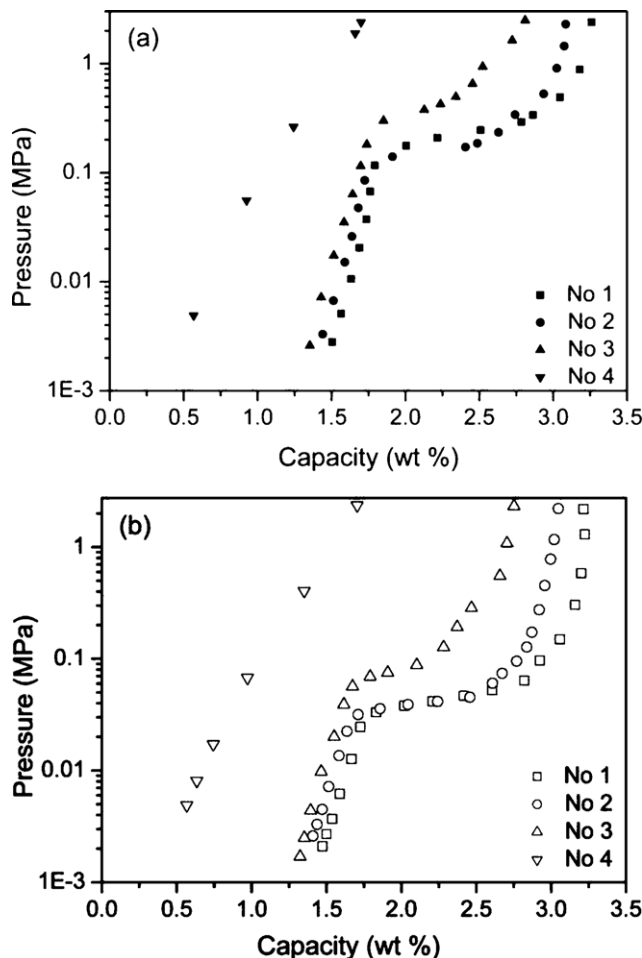 (a)
1
0.1
0.01
1E-3
Pressure (MPa)
No 1
No 2
No 3
No 4
0.0 0.5 1.0 1.5 2.0 2.5 3.0 3.5
Capacity (wt %)
(b)
1
0.1
0.01
1E-3
Pressure (MPa)
No 1
No 2
No 3
No 4
0.0 0.5 1.0 1.5 2.0 2.5 3.0 3.5
Capacity (wt %)